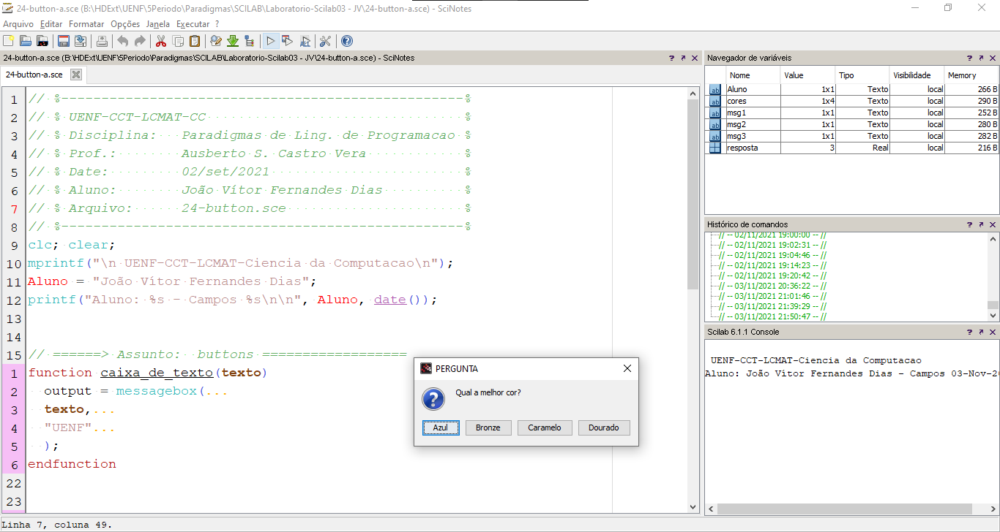 24-button-a.sce (B:\HDExt\UENF\5Periodo\Paradigmas\SCILAB\Laboratorio-Scilab03 - JV\24-button-a.sce) - SciNotes
Arquivo Editar Formatar Opções Janela Executar ?
24-button-a.sce (B:\HDExt\UENF\5Periodo\Paradigmas\SCILAB\Laboratorio-Scilab03 - JV\24-button-a.sce) - SciNotes
24-button-a.sce
1 // %--------------------------------------------------%
2 // % UENF-CCT-LCMAT-CC %
3 // % Disciplina: Paradigmas de Ling. de Programacao %
4 // % Prof.: Ausberto S. Castro Vera %
5 // % Date: 02/set/2021 %
6 // % Aluno: João Vítor Fernandes Dias %
7 // % Arquivo: 24-button.sce %
8 // %--------------------------------------------------%
9 clc; clear;
10 mprintf("\n UENF-CCT-LCMAT-Ciencia da Computacao\n");
11 Aluno = "João Vítor Fernandes Dias";
12 printf("Aluno: %s - Campos %s\n\n", Aluno, date());
13
14
15 // ======> Assunto: buttons ==================
1 function caixa_de_texto(texto)
2 output = messagebox(...
3 texto,...
4 "UENF"...
5 );
6 endfunction
22
23
Linha 7, coluna 49.
PERGUNTA
Qual a melhor cor?
Azul Bronze Caramelo Dourado
Navegador de variáveis
Nome Value Tipo Visibilidade Memory
Aluno 1x1 Texto local 266 B
cores 1x4 Texto local 290 B
msg1 1x1 Texto local 252 B
msg2 1x1 Texto local 280 B
msg3 1x1 Texto local 282 B
resposta 3 Real local 216 B
Histórico de comandos
// -- 02/11/2021 19:00:00 -- //
// -- 02/11/2021 19:02:31 -- //
// -- 02/11/2021 19:04:46 -- //
// -- 02/11/2021 19:14:23 -- //
// -- 02/11/2021 19:20:42 -- //
// -- 03/11/2021 20:36:22 -- //
// -- 03/11/2021 21:01:46 -- //
// -- 03/11/2021 21:39:29 -- //
// -- 03/11/2021 21:50:47 -- //
Scilab 6.1.1 Console
UENF-CCT-LCMAT-Ciencia da Computacao
Aluno: João Vítor Fernandes Dias - Campos 03-Nov-20